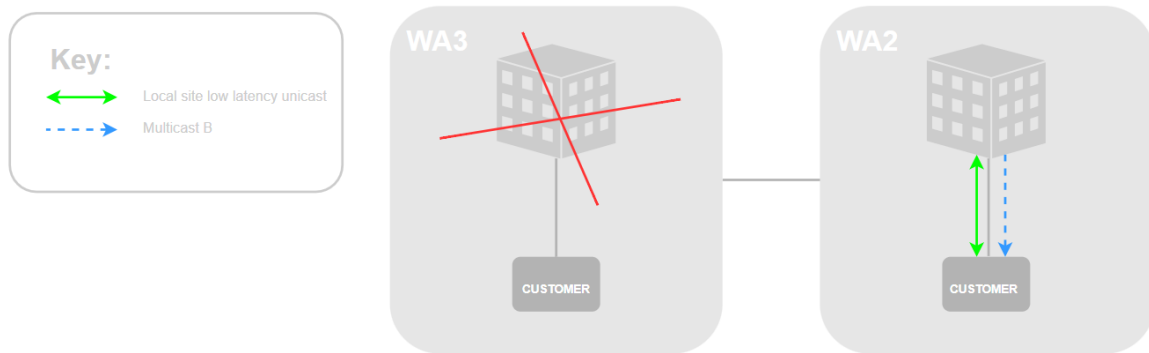 Key:
Local site low latency unicast
Multicast B
WA3
CUSTOMER
WA2
CUSTOMER